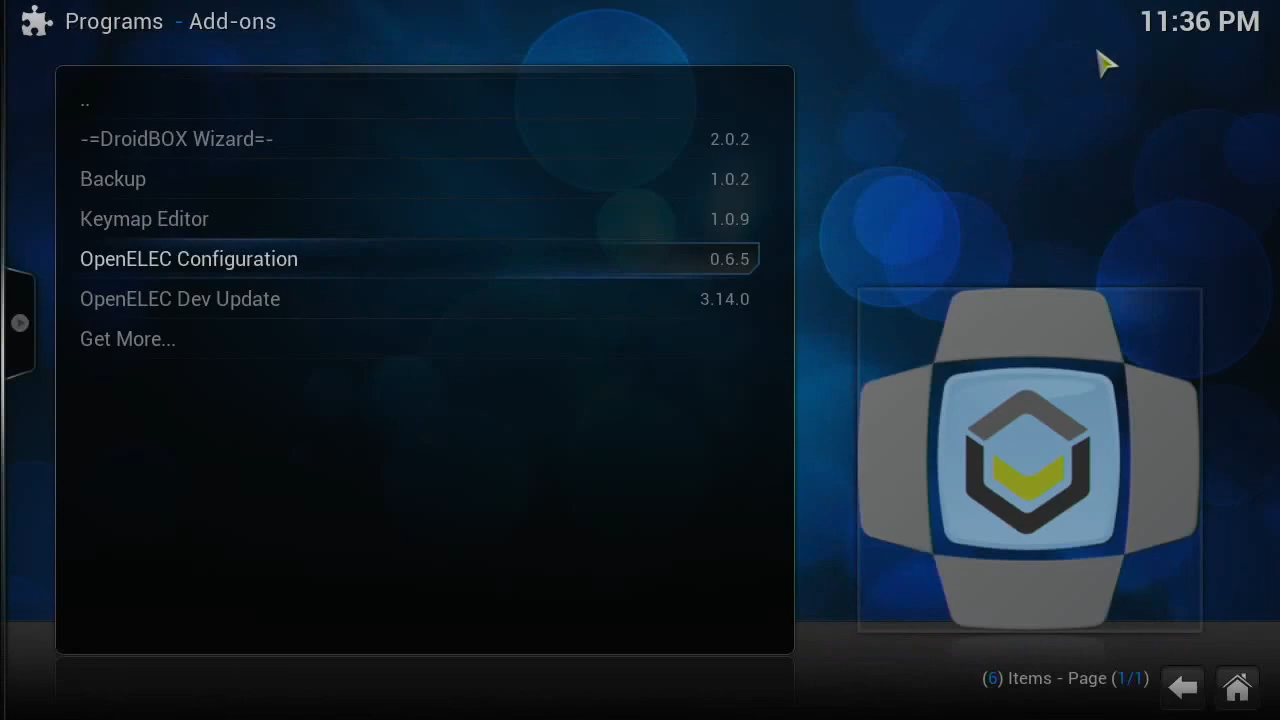 Programs - Add-ons
11:36 PM
..
-=DroidBOX Wizard=- 2.0.2
Backup 1.0.2
Keymap Editor 1.0.9
OpenELEC Configuration 0.6.5
OpenELEC Dev Update 3.14.0
Get More...
(6) Items - Page (1/1)